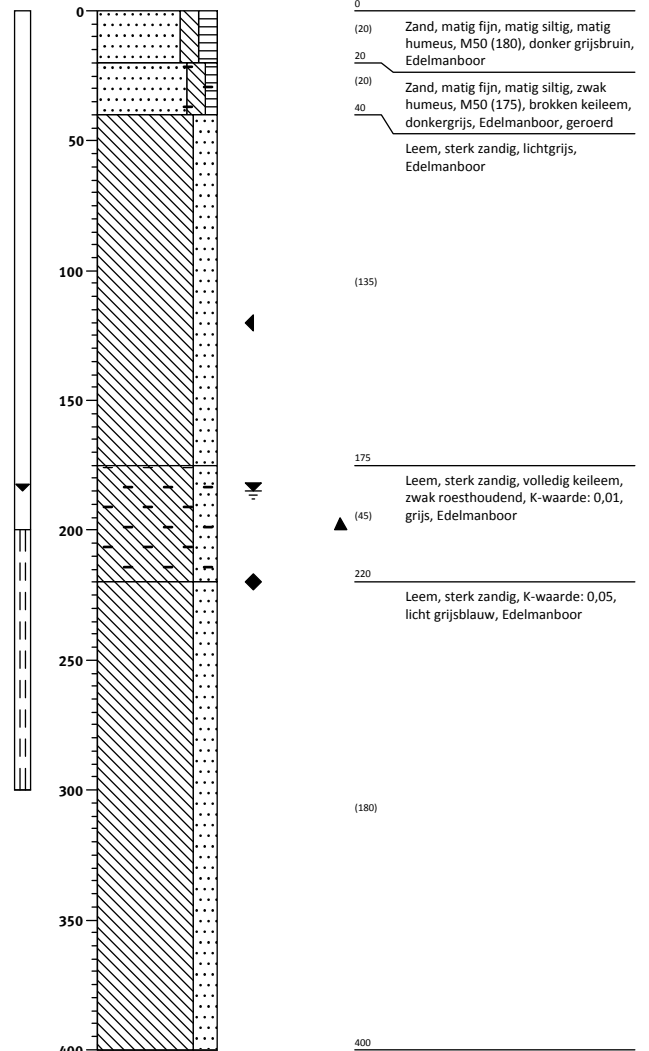 0
50
100
150
200
250
300
350
400
0
(20)
Zand, matig fijn, matig siltig, matig
humeus, M50 (180), donker grijsbruin,
Edelmanboor
20
(20)
Zand, matig fijn, matig siltig, zwak
humeus, M50 (175), brokken keileem,
donkergrijs, Edelmanboor, geroerd
40
Leem, sterk zandig, lichtgrijs,
Edelmanboor
(135)
175
Leem, sterk zandig, volledig keileem,
zwak roesthoudend, K-waarde: 0,01,
grijs, Edelmanboor
(45)
220
Leem, sterk zandig, K-waarde: 0,05,
licht grijsblauw, Edelmanboor
(180)
400